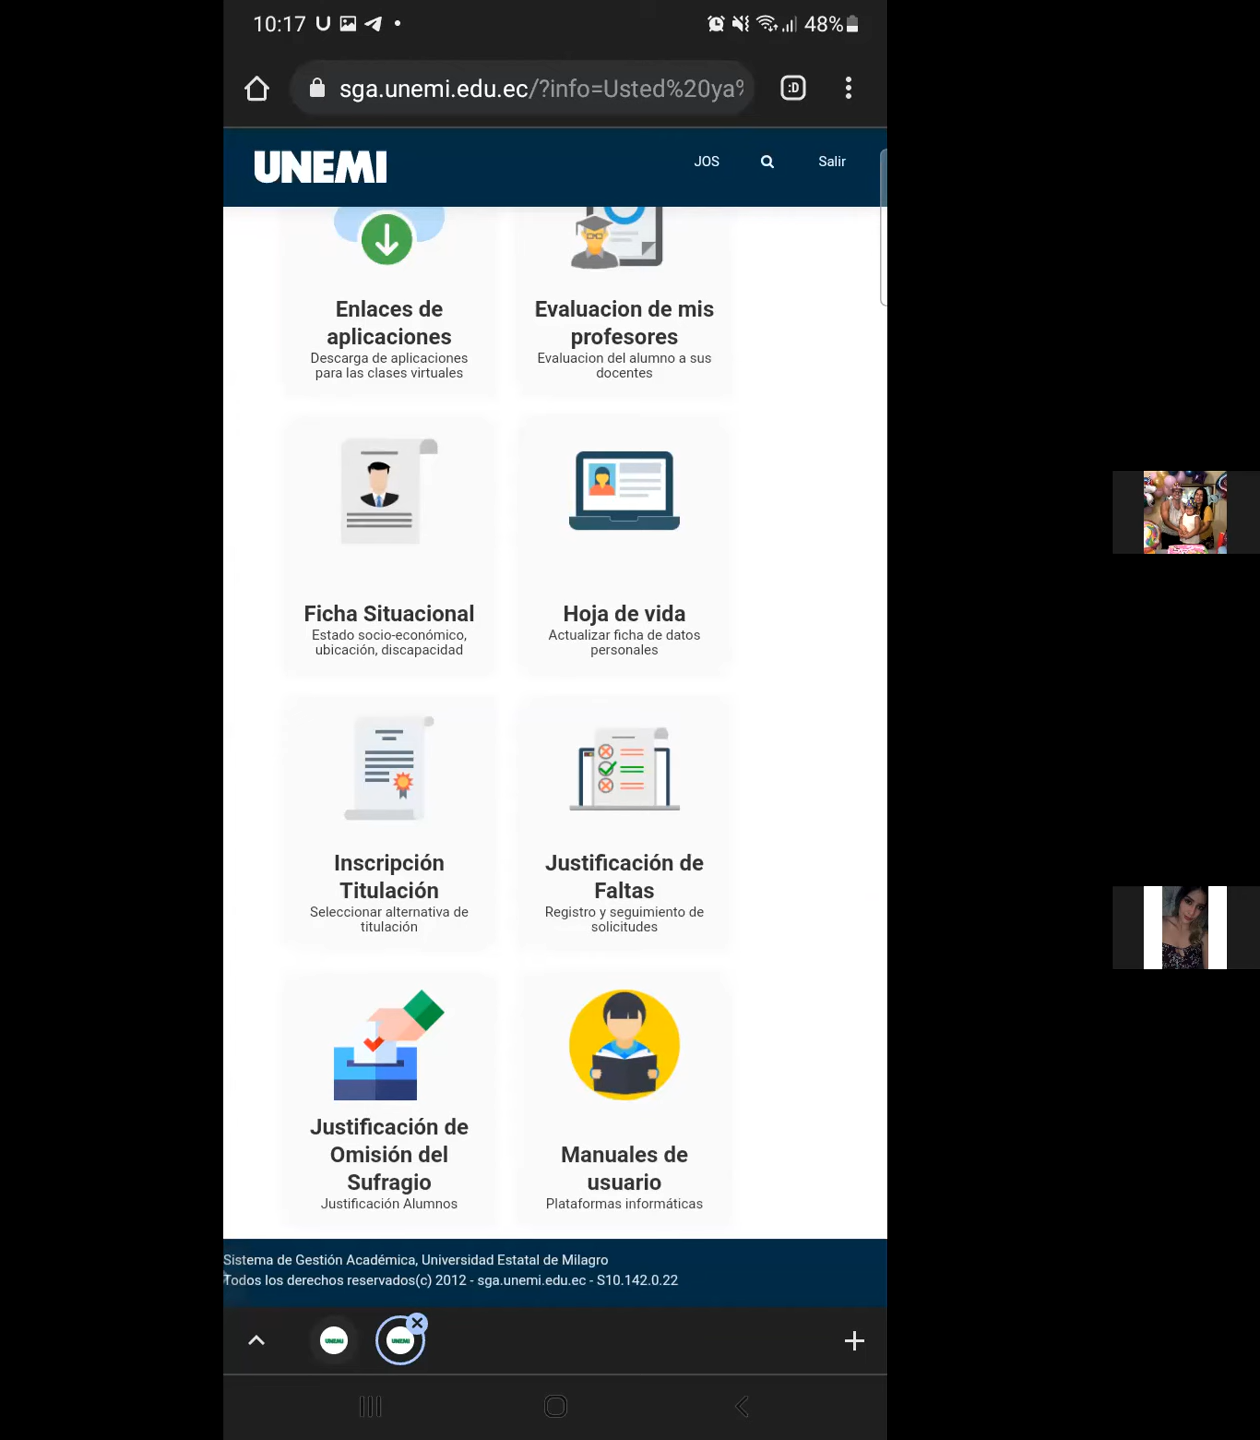 10:17
48%
:D
sga.unemi.edu.ec/?info=Usted%20ya%
UNEMI
JOS
Salir
Enlaces de
aplicaciones
Descarga de aplicaciones
para las clases virtuales
Evaluacion de mis
profesores
Evaluacion del alumno a sus
docentes
Ficha Situacional
Estado socio-económico,
ubicación, discapacidad
Hoja de vida
Actualizar ficha de datos
personales
Inscripción
Titulación
Seleccionar alternativa de
titulación
Justificación de
Faltas
Registro y seguimiento de
solicitudes
Justificación de
Omisión del
Sufragio
Justificación Alumnos
Manuales de
usuario
Plataformas informáticas
Sistema de Gestión Académica, Universidad Estatal de Milagro
Todos los derechos reservados(c) 2012 - sga.unemi.edu.ec - S10.142.0.22
UNEMI
UNEMI